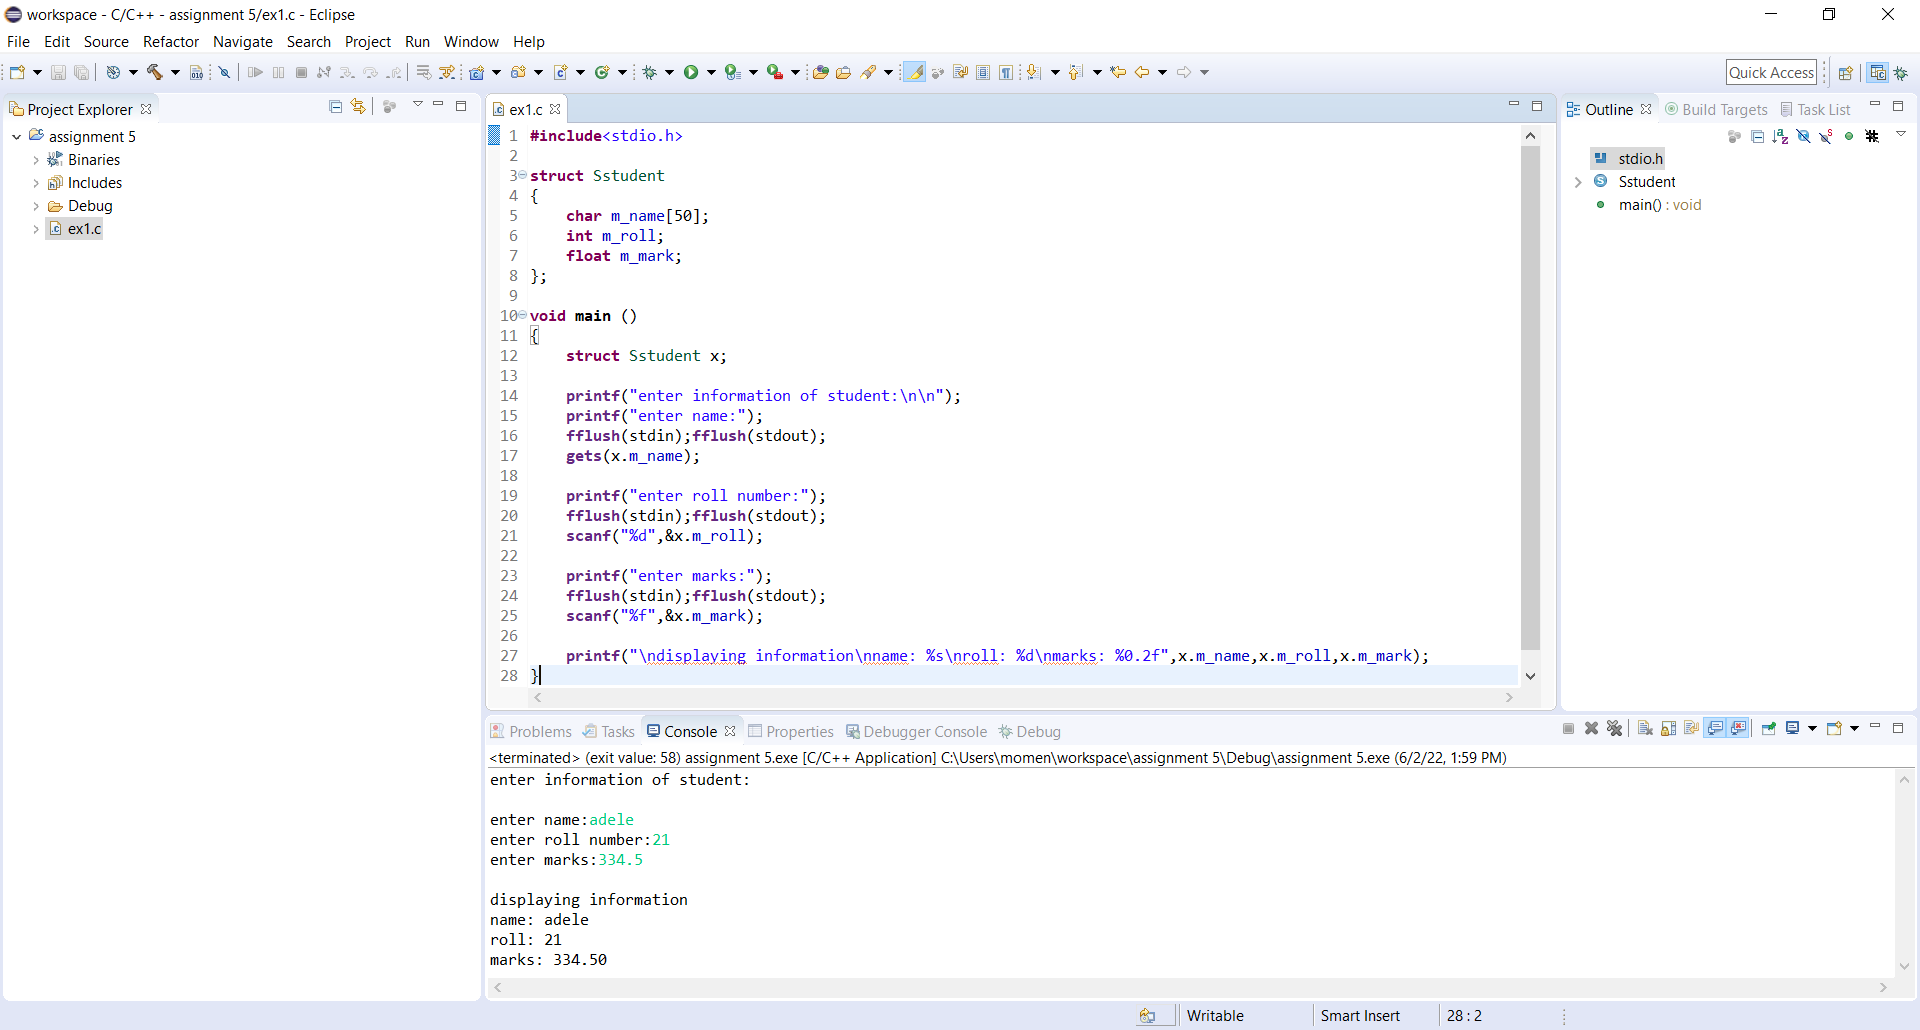 workspace - C/C++ - assignment 5/ex1.c - Eclipse
File Edit Source Refactor Navigate Search Project Run Window Help
Quick Access
Project Explorer
assignment 5
Binaries
Includes
Debug
ex1.c
ex1.c
1 #include<stdio.h>
2
3 struct Sstudent
4 {
5     char m_name[50];
6     int m_roll;
7     float m_mark;
8 };
9
10 void main ()
11 {
12     struct Sstudent x;
13
14     printf("enter information of student:\n\n");
15     printf("enter name:");
16     fflush(stdin);fflush(stdout);
17     gets(x.m_name);
18
19     printf("enter roll number:");
20     fflush(stdin);fflush(stdout);
21     scanf("%d",&x.m_roll);
22
23     printf("enter marks:");
24     fflush(stdin);fflush(stdout);
25     scanf("%f",&x.m_mark);
26
27     printf("\ndisplaying information\nname: %s\nroll: %d\nmarks: %0.2f",x.m_name,x.m_roll,x.m_mark);
28 }
Outline Build Targets Task List
stdio.h
Sstudent
main() : void
Problems Tasks Console Properties Debugger Console Debug
<terminated> (exit value: 58) assignment 5.exe [C/C++ Application] C:\Users\momen\workspace\assignment 5\Debug\assignment 5.exe (6/2/22, 1:59 PM)
enter information of student:

enter name:adele
enter roll number:21
enter marks:334.5

displaying information
name: adele
roll: 21
marks: 334.50
Writable Smart Insert 28 : 2